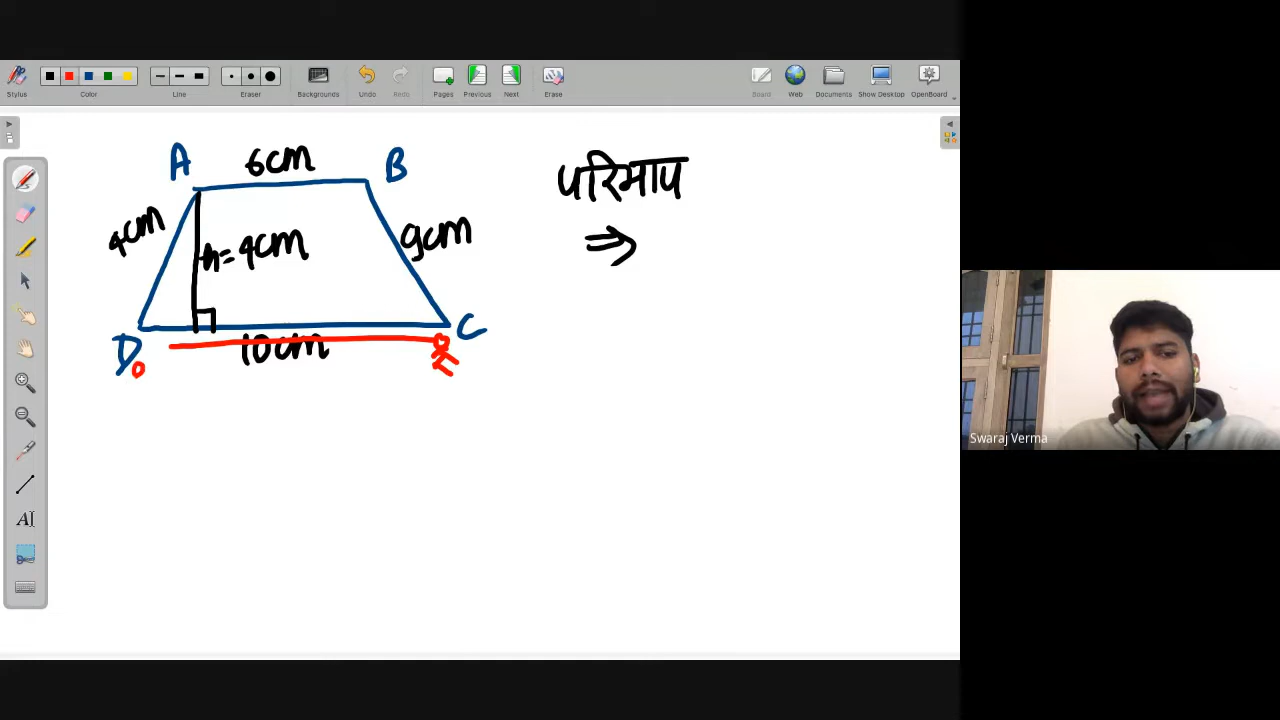 Stylus
Color
Line
Eraser
Backgrounds
Undo
Redo
Pages
Previous
Next
Erase
Board
Web
Documents
Show Desktop
OpenBoard
A 6cm B
परिमाप
⇒
4cm
h=4cm
9cm
D 10cm C
Swaraj Verma